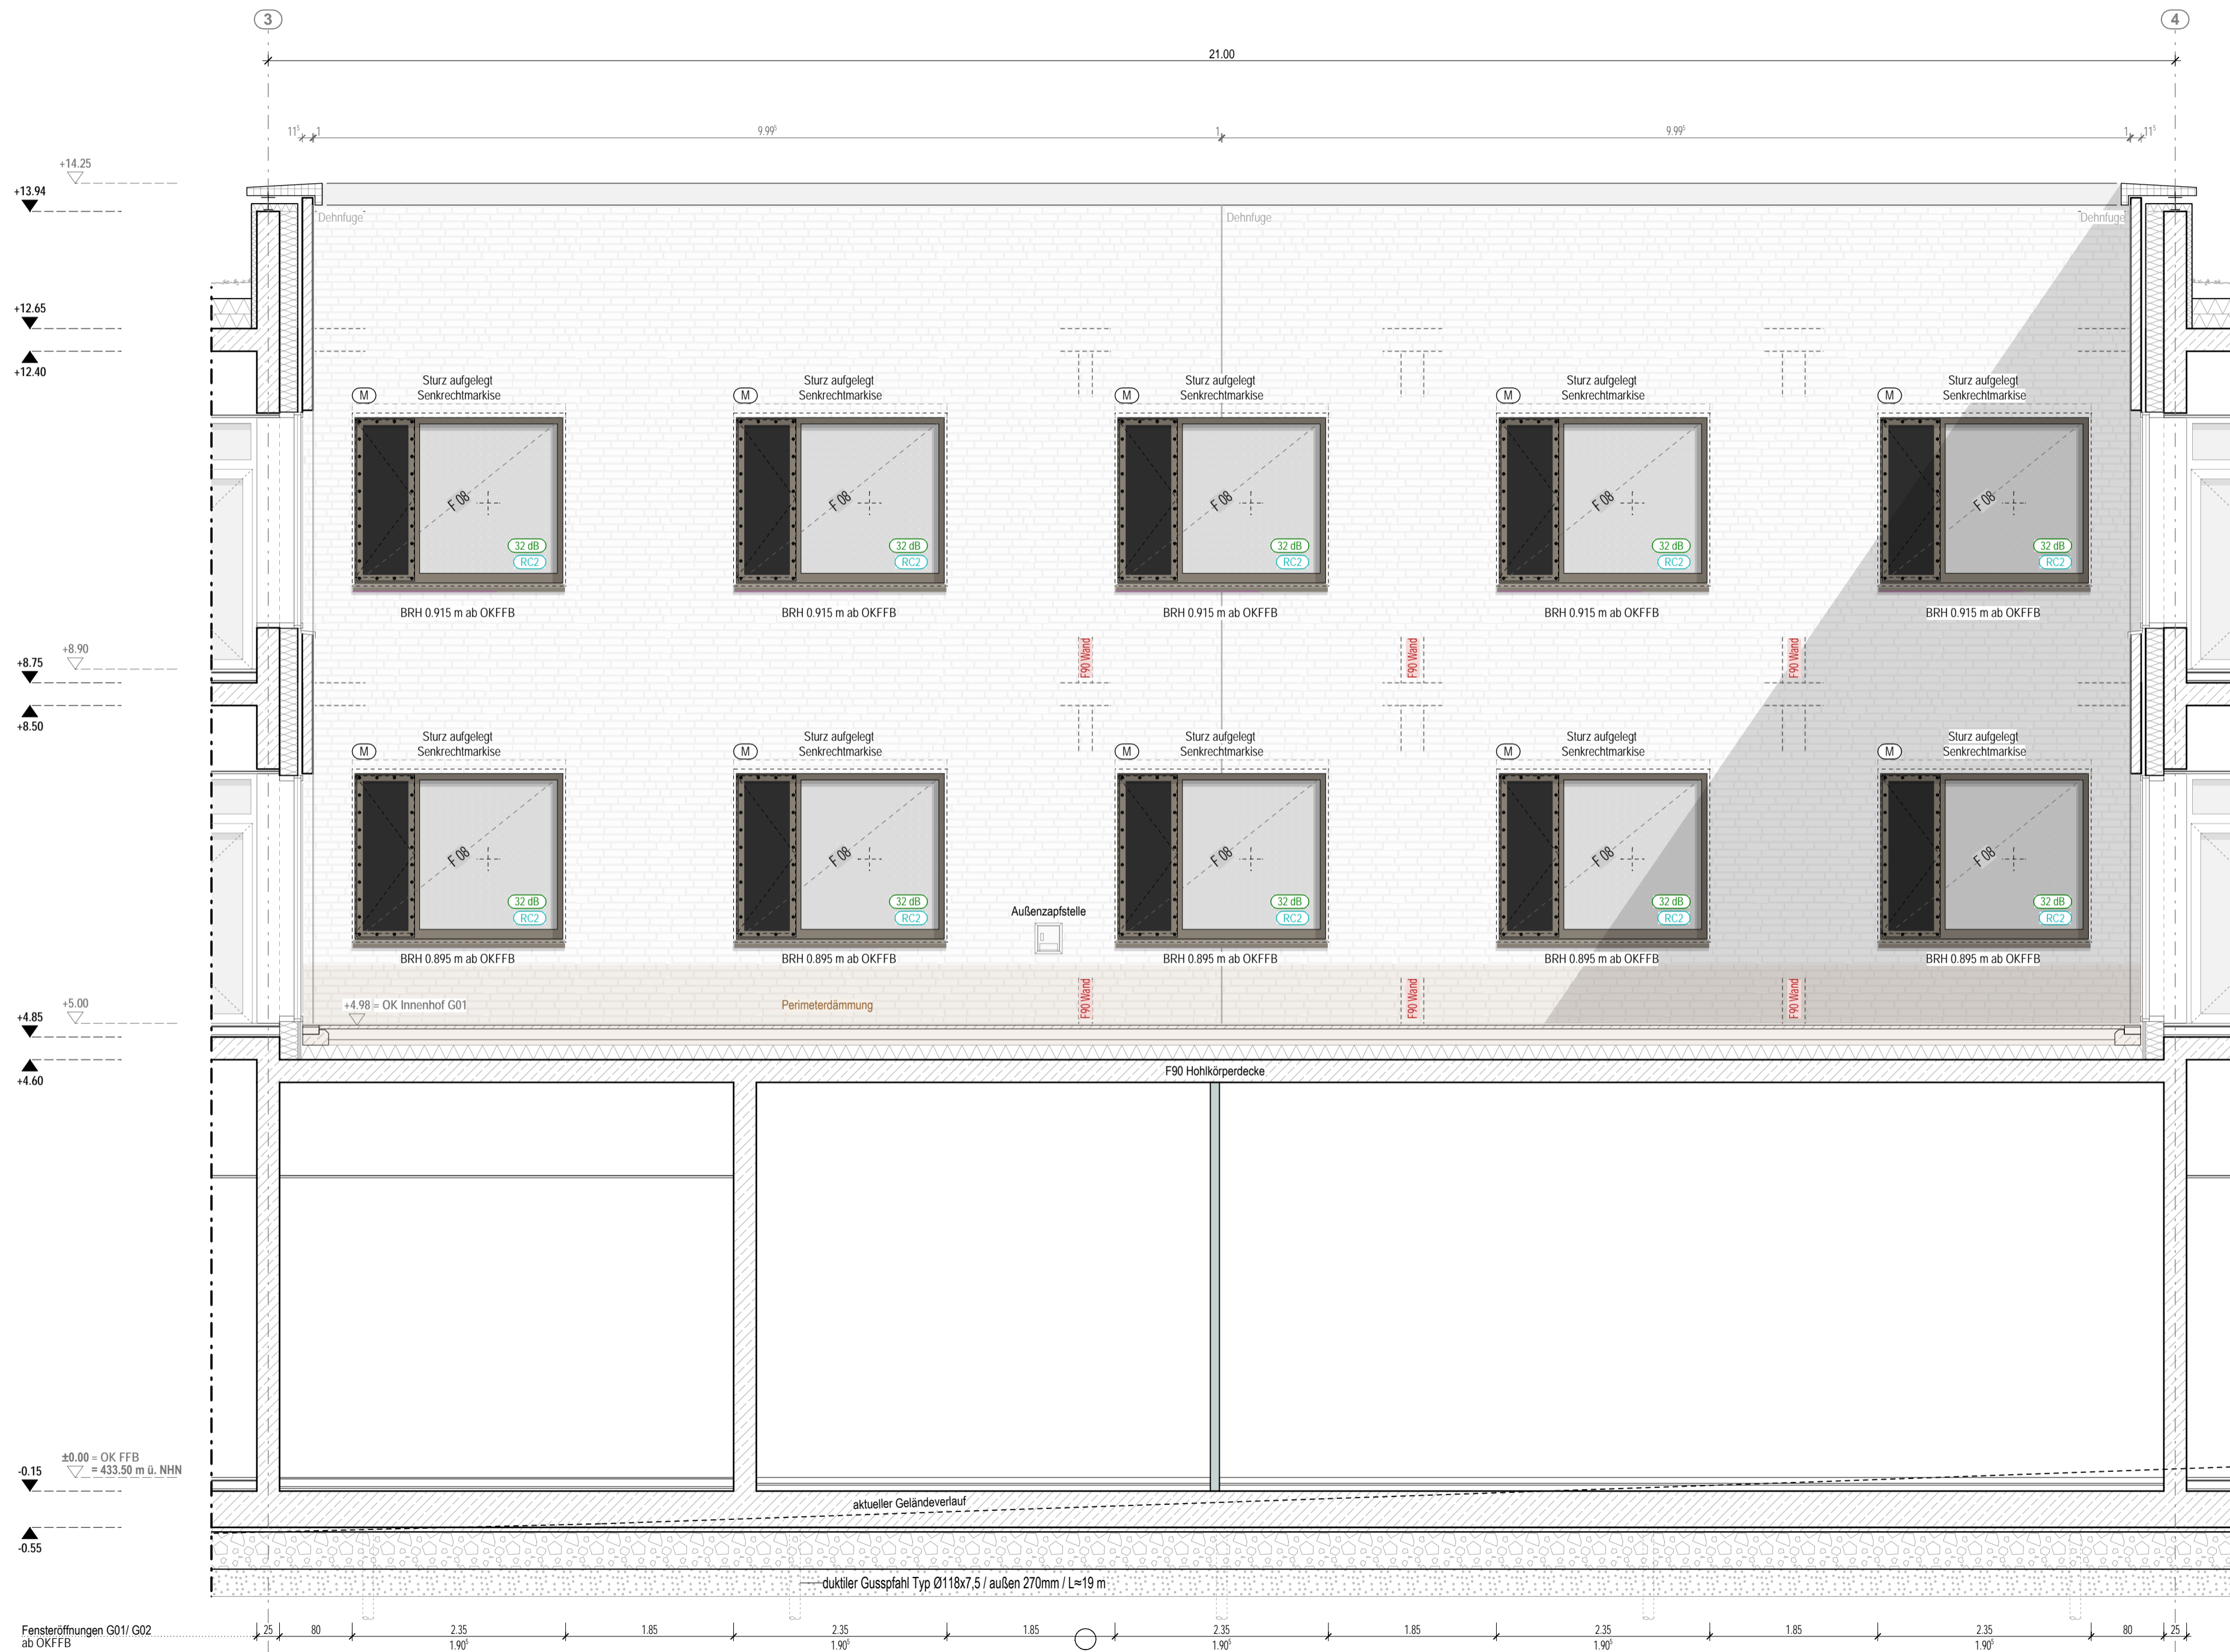 3
4
21.00
11⁵
1
9.99⁵
1
9.99⁵
1
11⁵
+14.25
+13.94
Dehnfuge
Dehnfuge
Dehnfuge
+12.65
+12.40
Sturz aufgelegt
M Senkrechtmarkise
Sturz aufgelegt
M Senkrechtmarkise
Sturz aufgelegt
M Senkrechtmarkise
Sturz aufgelegt
M Senkrechtmarkise
Sturz aufgelegt
M Senkrechtmarkise
F 08
F 08
F 08
F 08
F 08
32 dB
RC2
32 dB
RC2
32 dB
RC2
32 dB
RC2
32 dB
RC2
BRH 0.915 m ab OKFFB
BRH 0.915 m ab OKFFB
BRH 0.915 m ab OKFFB
BRH 0.915 m ab OKFFB
BRH 0.915 m ab OKFFB
+8.90
+8.75
F90 Wand
F90 Wand
F90 Wand
+8.50
Sturz aufgelegt
M Senkrechtmarkise
Sturz aufgelegt
M Senkrechtmarkise
Sturz aufgelegt
M Senkrechtmarkise
Sturz aufgelegt
M Senkrechtmarkise
Sturz aufgelegt
M Senkrechtmarkise
F 08
F 08
F 08
F 08
F 08
32 dB
RC2
32 dB
RC2
32 dB
RC2
32 dB
RC2
32 dB
RC2
Außenzapfstelle
BRH 0.895 m ab OKFFB
BRH 0.895 m ab OKFFB
BRH 0.895 m ab OKFFB
BRH 0.895 m ab OKFFB
BRH 0.895 m ab OKFFB
+5.00
+4.98 = OK Innenhof G01
Perimeterdämmung
F90 Wand
F90 Wand
F90 Wand
+4.85
+4.60
F90 Hohlkörperdecke
±0.00 = OK FFB
= 433.50 m ü. NHN
-0.15
aktueller Geländeverlauf
-0.55
duktiler Gusspfahl Typ Ø118x7,5 / außen 270mm / L≈19 m
Fensteröffnungen G01/ G02
ab OKFFB
25
80
2.35
1.90⁵
1.85
2.35
1.90⁵
1.85
2.35
1.90⁵
1.85
2.35
1.90⁵
1.85
2.35
1.90⁵
80
25